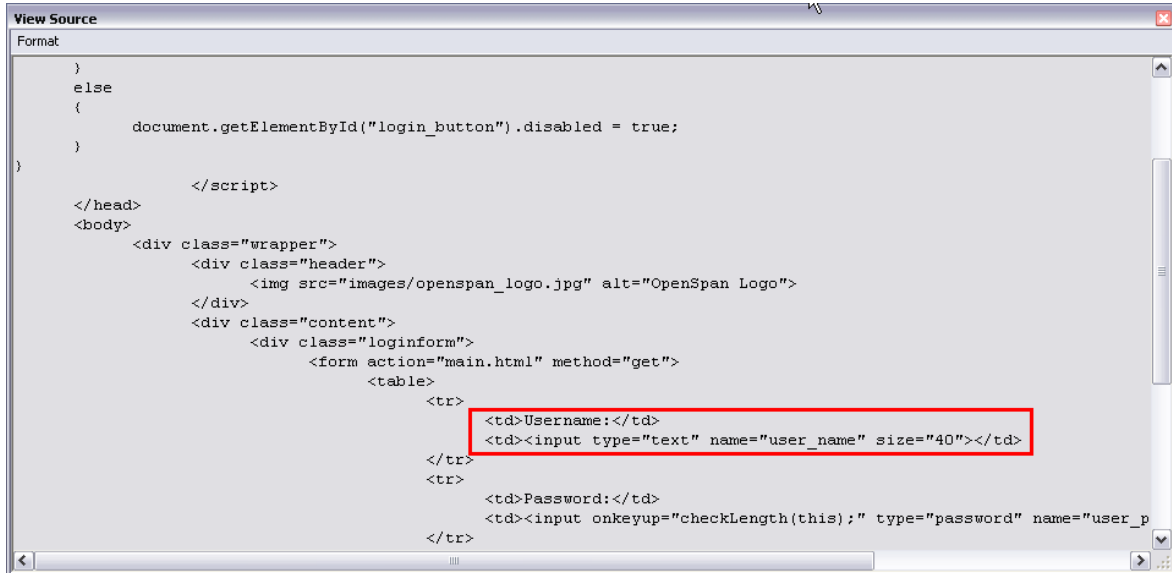 View Source
Format
}
else
{
document.getElementById("login_button").disabled = true;
}
}
</script>
</head>
<body>
<div class="wrapper">
<div class="header">
<img src="images/openspan_logo.jpg" alt="OpenSpan Logo">
</div>
<div class="content">
<div class="loginform">
<form action="main.html" method="get">
<table>
<tr>
<td>Username:</td>
<td><input type="text" name="user_name" size="40"></td>
</tr>
<tr>
<td>Password:</td>
<td><input onkeyup="checkLength(this);" type="password" name="user_p
</tr>